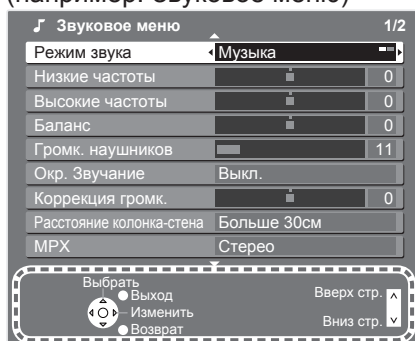 (например: Звуковое меню)
Звуковое меню 1/2
Режим звука Музыка
Низкие частоты 0
Высокие частоты 0
Баланс 0
Громк. наушников 11
Окр. Звучание Выкл.
Коррекция громк. 0
Расстояние колонка-стена Больше 30см
MPX Стерео
Выбрать
Выход
Изменить
Возврат
Вверх стр.
Вниз стр.